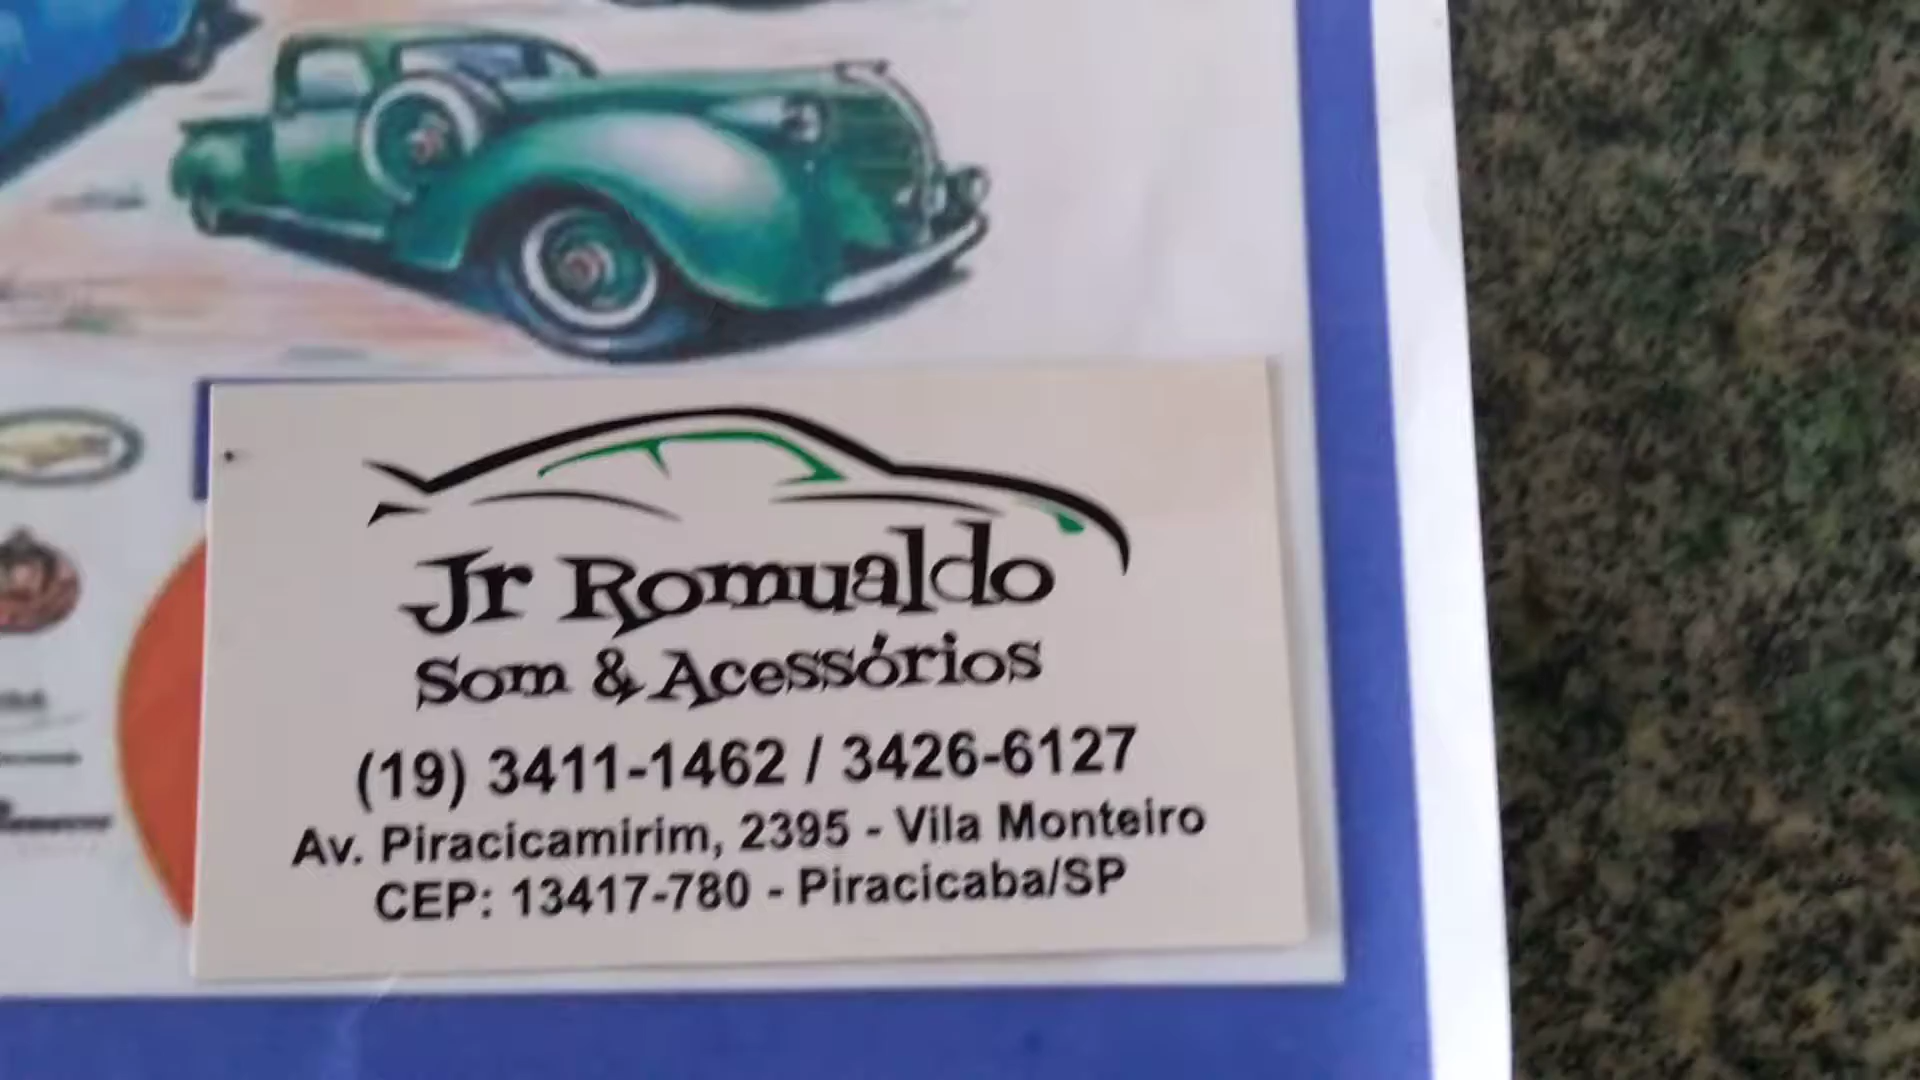 Jr Romualdo
Som & Acessórios
(19) 3411-1462 / 3426-6127
Av. Piracicamirim, 2395 - Vila Monteiro
CEP: 13417-780 - Piracicaba/SP